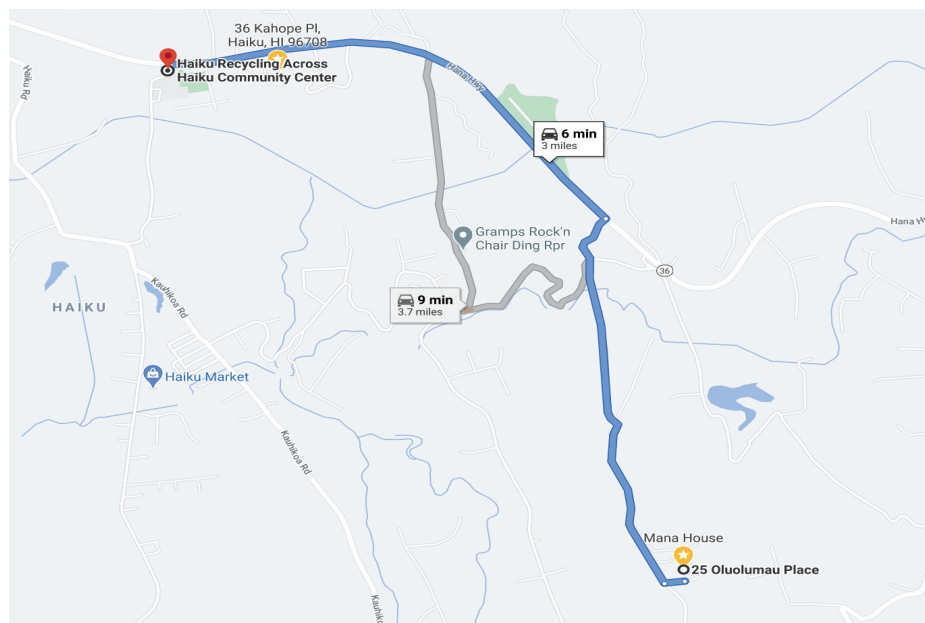 36 Kahope Pl,
Haiku, HI 96708
Haiku Recycling Across
Haiku Community Center
Haiku Rd
Hana Hwy
6 min
3 miles
Gramps Rock'n
Chair Ding Rpr
Hana H
36
9 min
3.7 miles
HAIKU
Kauhikoa Rd
Haiku Market
Kauhikoa Rd
Mana House
25 Oluolumau Place